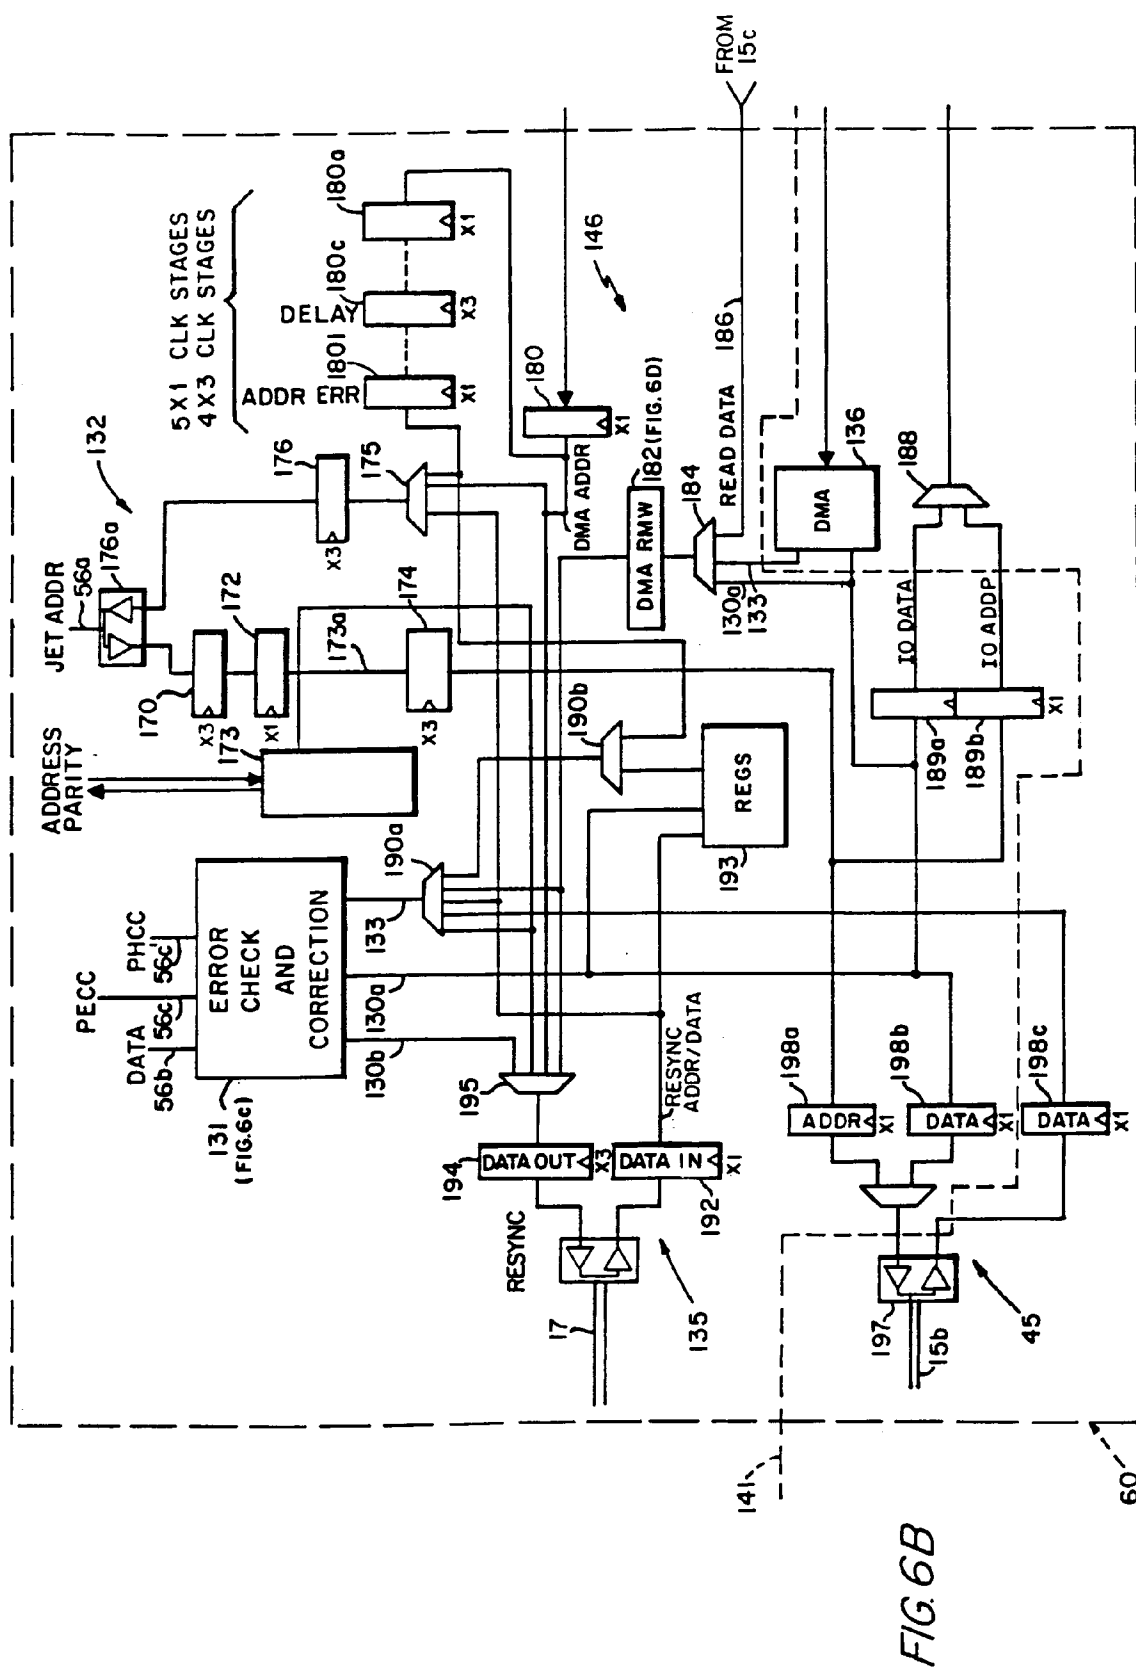 JET ADDR
56a
176a
132
5X1 CLK STAGES
4X3 CLK STAGES
ADDRESS
PARITY
PECC
PHCC
DATA
56b
56c
56c'
ERROR
CHECK
AND
CORRECTION
131
(FIG.6c)
170
X3
172
X1
173
173a
174
X3
176
X3
175
ADDR ERR
1801
X1
DELAY
180c
X3
180a
X1
180
X1
DMA ADDR
146
130b
130a
133
190a
190b
REGS
193
DMA RMW
182(FIG.6D)
184
READ DATA
186
FROM
15c
130a
133
DMA
136
188
IO DATA
IO ADDP
189a
189b
X1
195
194
DATA OUT
X3
DATA IN
X1
192
RESYNC
ADDR/DATA
RESYNC
17
135
198a
ADDR
X1
198b
DATA
X1
198c
DATA
X1
197
15b
45
141
60
FIG. 6B